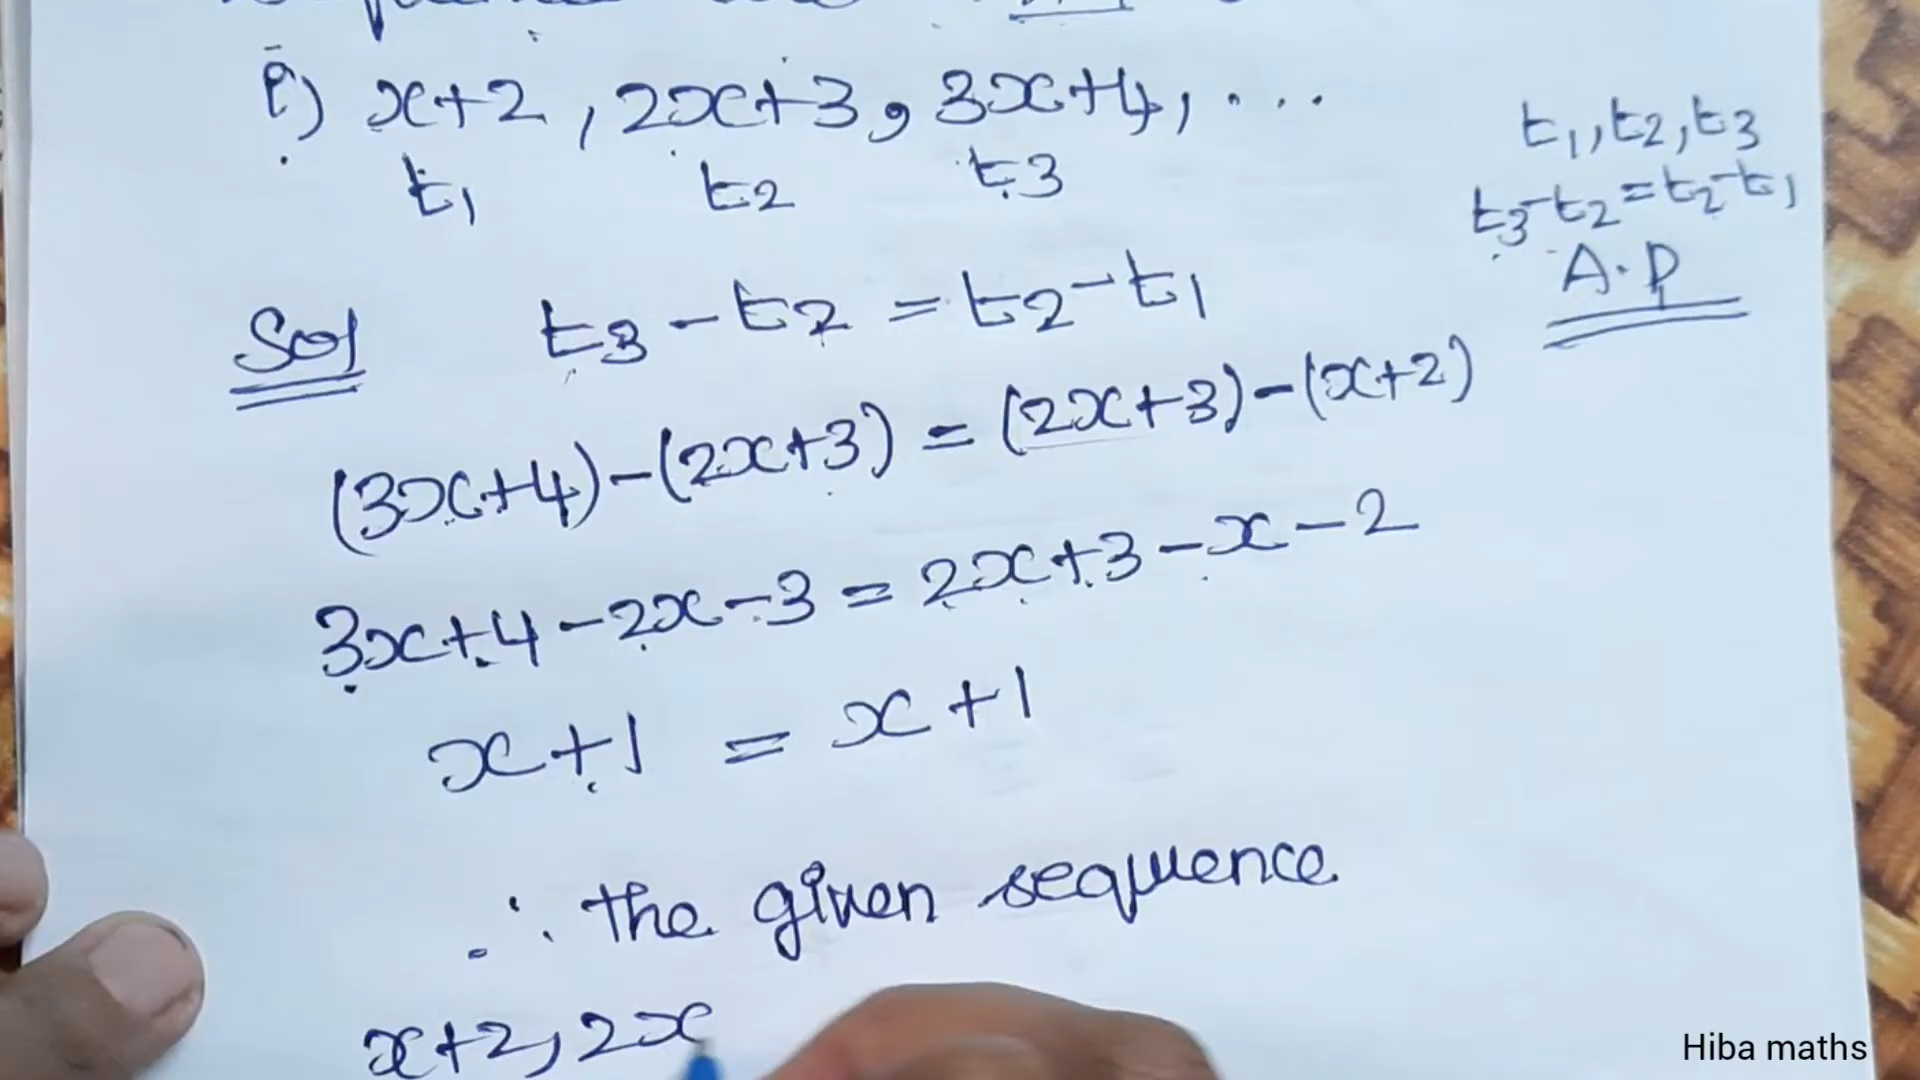 i) x+2, 2x+3, 3x+4, ...
t1 t2 t3
t1, t2, t3
t3-t2=t2-t1
A.P
Sol t3-t2=t2-t1
(3x+4)-(2x+3)=(2x+3)-(x+2)
3x+4-2x-3=2x+3-x-2
x+1 = x+1
∴ the given sequence
x+2, 2x
Hiba maths